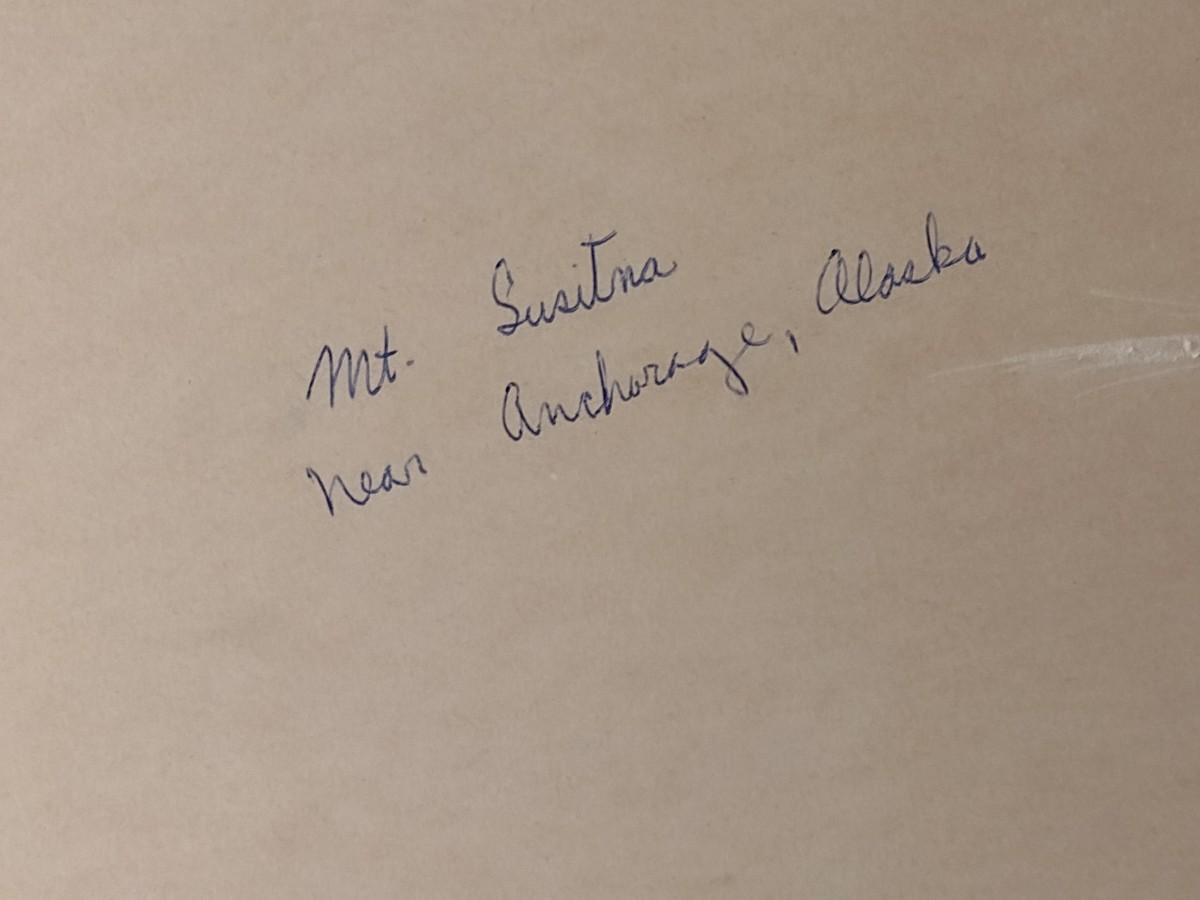 Mt. Susitna
near Anchorage, Alaska